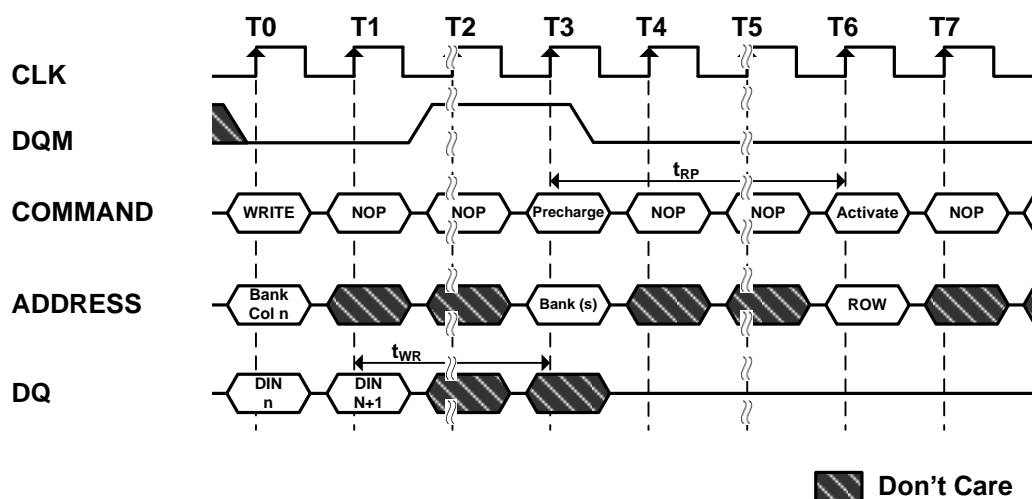 T0 T1 T2 T3 T4 T5 T6 T7
CLK
DQM
tRP
COMMAND WRITE NOP NOP Precharge NOP NOP Activate NOP
ADDRESS Bank Col n Bank (s) ROW
tWR
DQ DIN n DIN N+1
Don't Care